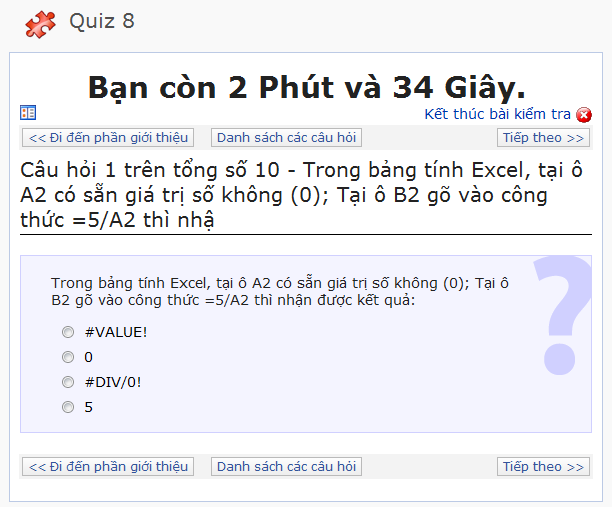 Quiz 8
Bạn còn 2 Phút và 34 Giây.
Kết thúc bài kiểm tra
<< Đi đến phần giới thiệu Danh sách các câu hỏi Tiếp theo >>
Câu hỏi 1 trên tổng số 10 - Trong bảng tính Excel, tại ô
A2 có sẵn giá trị số không (0); Tại ô B2 gõ vào công
thức =5/A2 thì nhậ
Trong bảng tính Excel, tại ô A2 có sẵn giá trị số không (0); Tại ô
B2 gõ vào công thức =5/A2 thì nhận được kết quả:
?
#VALUE!
0
#DIV/0!
5
<< Đi đến phần giới thiệu Danh sách các câu hỏi Tiếp theo >>